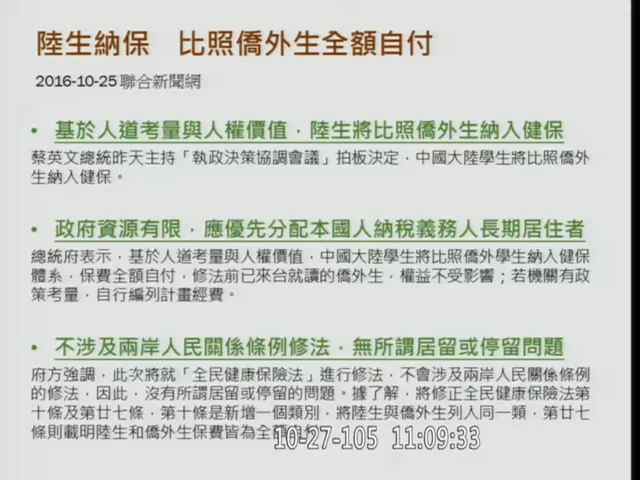 陸生納保　比照僑外生全額自付
2016-10-25 聯合新聞網
• 基於人道考量與人權價值，陸生將比照僑外生納入健保
蔡英文總統昨天主持「執政決策協調會議」拍板決定，中國大陸學生將比照僑外
生納入健保。
• 政府資源有限，應優先分配本國人納稅義務人長期居住者
總統府表示，基於人道考量與人權價值，中國大陸學生將比照僑外學生納入健保
體系，保費全額自付，修法前已來台就讀的僑外生，權益不受影響；若機關有政
策考量，自行編列計畫經費。
• 不涉及兩岸人民關係條例修法，無所謂居留或停留問題
府方強調，此次將就「全民健康保險法」進行修法，不會涉及兩岸人民關係條例
的修法，因此，沒有所謂居留或停留的問題。據了解，將修正全民健康保險法第
十條及第廿七條，第十條是新增一個類別，將陸生與僑外生列入同一類，第廿七
條則載明陸生和僑外生保費皆為全額
10-27-105 11:09:33